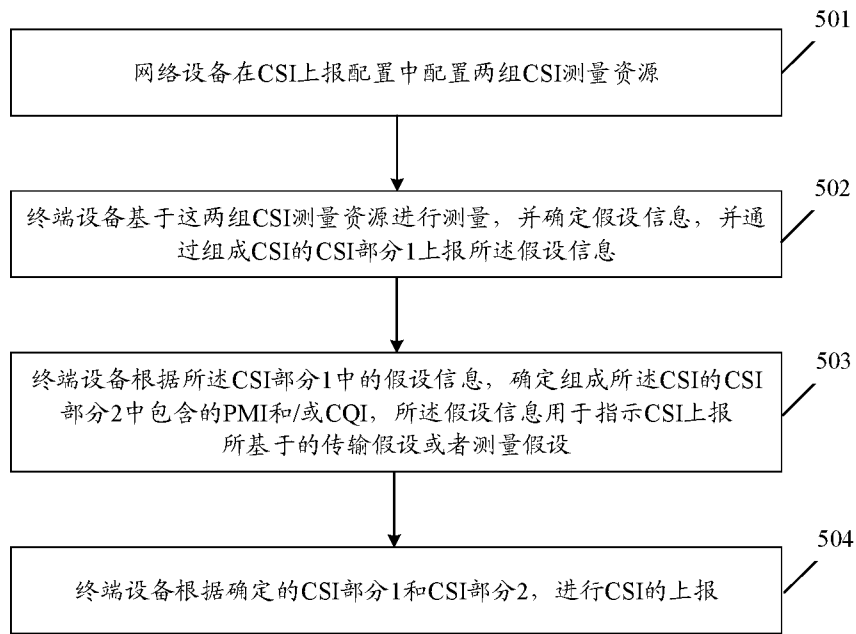 501
网络设备在CSI上报配置中配置两组CSI测量资源
502
终端设备基于这两组CSI测量资源进行测量，并确定假设信息，并通
过组成CSI的CSI部分1上报所述假设信息
503
终端设备根据所述CSI部分1中的假设信息，确定组成所述CSI的CSI
部分2中包含的PMI和/或CQI，所述假设信息用于指示CSI上报
所基于的传输假设或者测量假设
504
终端设备根据确定的CSI部分1和CSI部分2，进行CSI的上报